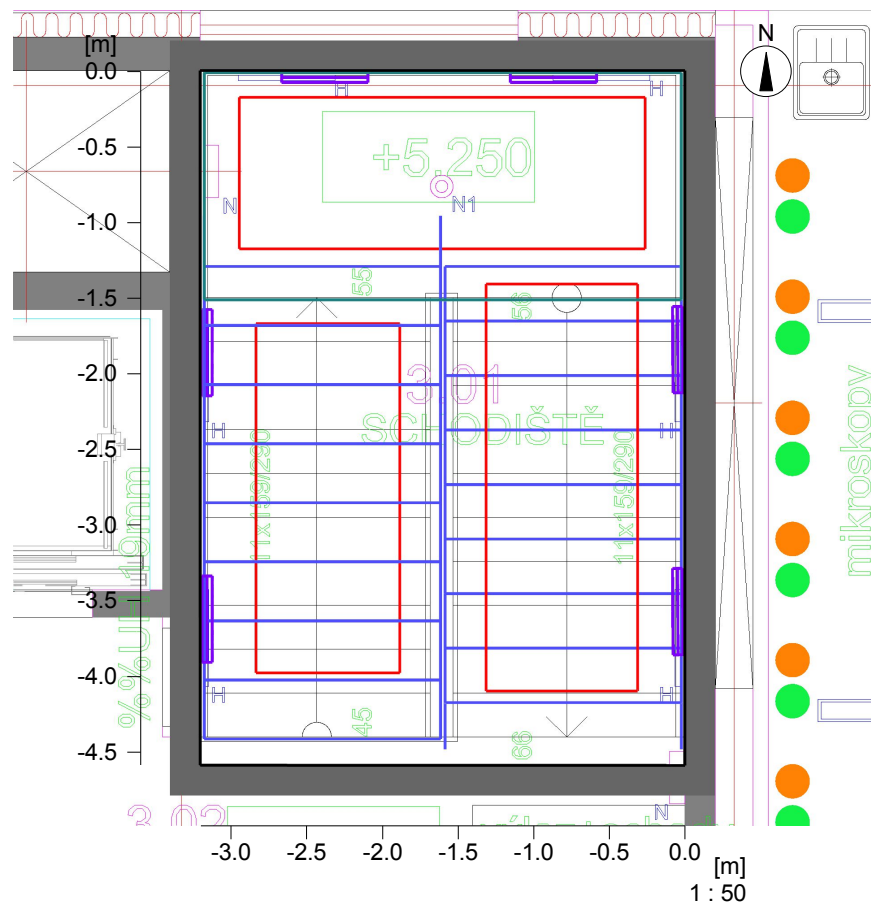 [m]
N
0.0
H
H
-0.5
+5,250
-1.0
N
N1
55
-1.5
56
-2.0
3.01
SCHODIŠTĚ
H
H
-2.5
11x159/290
11x159/290
mikroskopy
-3.0
-3.5
-4.0
H
H
45
66
-4.5
3.02
N
-3.0 -2.5 -2.0 -1.5 -1.0 -0.5 0.0
[m]
1 : 50